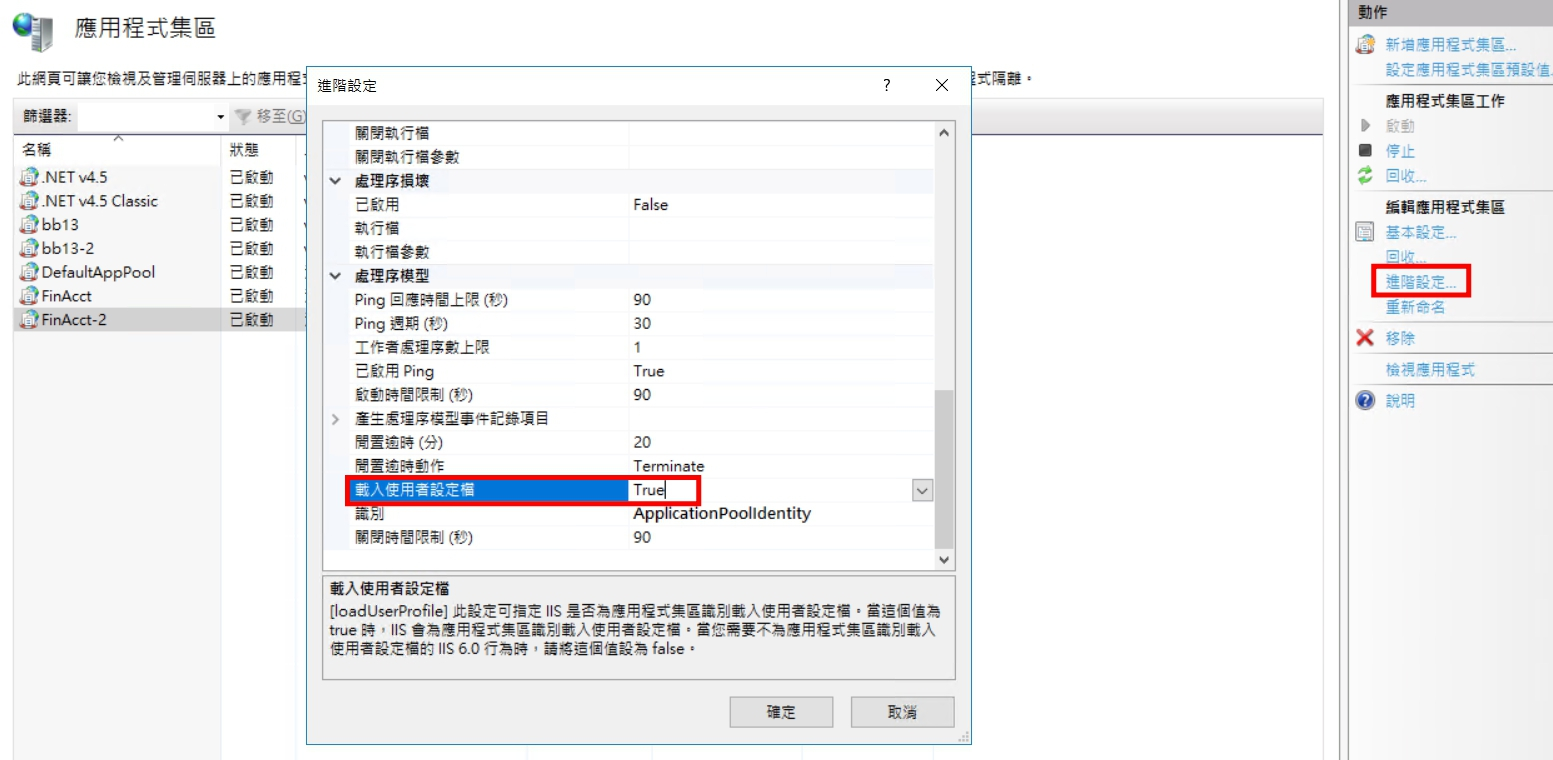 應用程式集區
此網頁可讓您檢視及管理伺服器上的應用程式
式隔離。
篩選器:
移至(G)
名稱 狀態
.NET v4.5 已啟動
.NET v4.5 Classic 已啟動
bb13 已啟動
bb13-2 已啟動
DefaultAppPool 已啟動
FinAcct 已啟動
FinAcct-2 已啟動
進階設定 ?
關閉執行檔
關閉執行檔參數
處理序損壞
已啟用 False
執行檔
執行檔參數
處理序模型
Ping 回應時間上限 (秒) 90
Ping 週期 (秒) 30
工作者處理序數上限 1
已啟用 Ping True
啟動時間限制 (秒) 90
產生處理序模型事件記錄項目
閒置逾時 (分) 20
閒置逾時動作 Terminate
載入使用者設定檔 True
識別 ApplicationPoolIdentity
關閉時間限制 (秒) 90
載入使用者設定檔
[loadUserProfile] 此設定可指定 IIS 是否為應用程式集區識別載入使用者設定檔。當這個值為
true 時，IIS 會為應用程式集區識別載入使用者設定檔。當您需要不為應用程式集區識別載入
使用者設定檔的 IIS 6.0 行為時，請將這個值設為 false。
確定 取消
動作
新增應用程式集區...
設定應用程式集區預設值.
應用程式集區工作
啟動
停止
回收...
編輯應用程式集區
基本設定...
回收...
進階設定...
重新命名
移除
檢視應用程式
說明